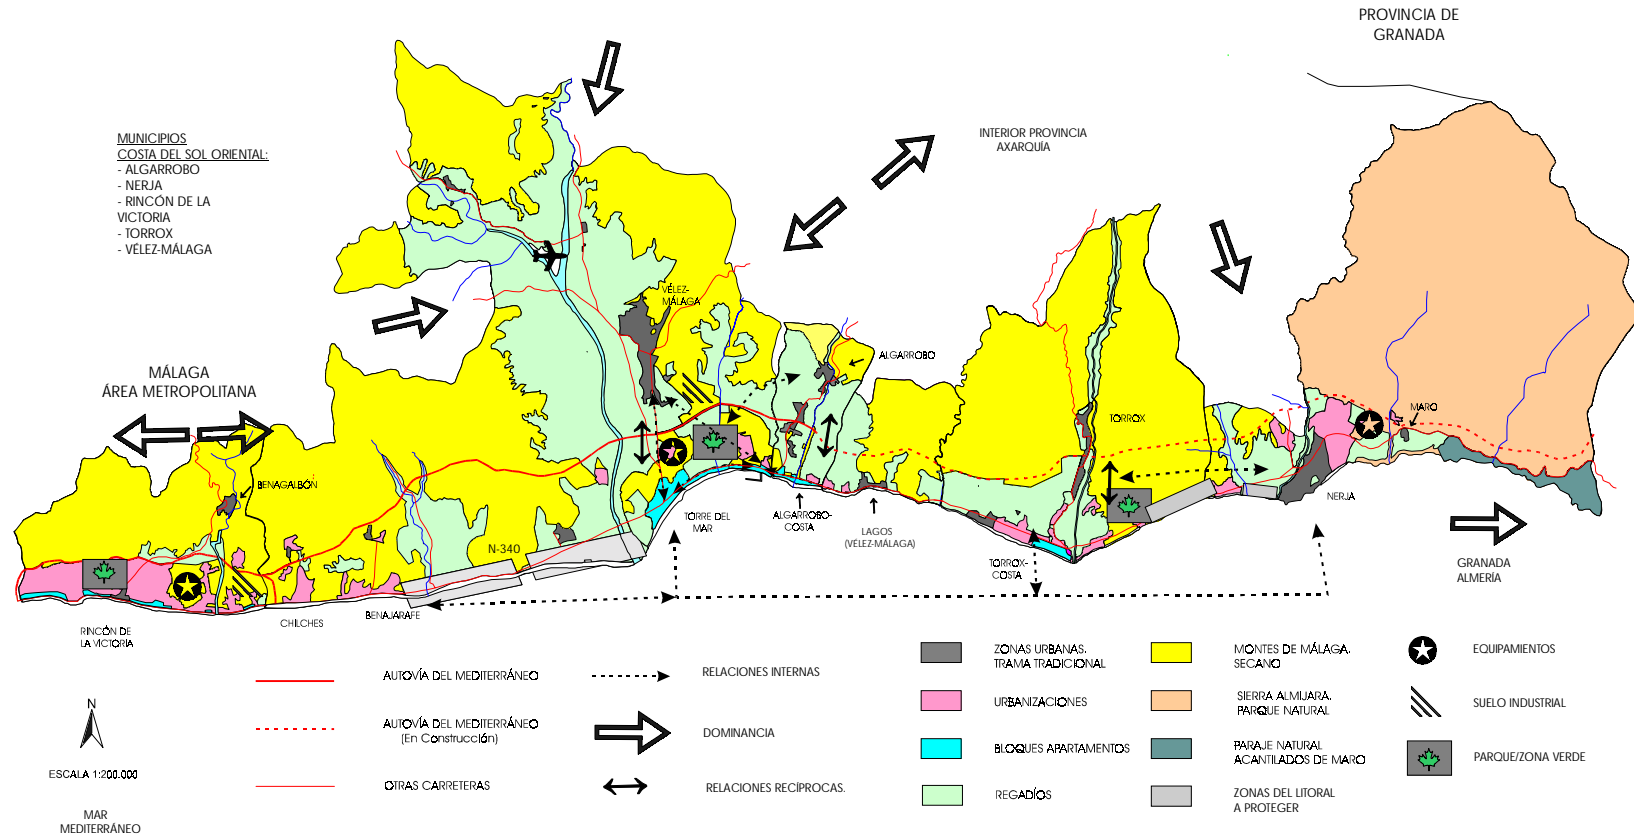 PROVINCIA DE
GRANADA
MUNICIPIOS
COSTA DEL SOL ORIENTAL:
- ALGARROBO
- NERJA
- RINCÓN DE LA
VICTORIA
- TORROX
- VÉLEZ-MÁLAGA
INTERIOR PROVINCIA
AXARQUÍA
VÉLEZ-
MÁLAGA
ALGARROBO
MÁLAGA
ÁREA METROPOLITANA
MARO
TORROX
BENAGALBÓN
NERJA
TORRE DEL
MAR
ALGARROBO-
COSTA
LAGOS
(VÉLEZ-MÁLAGA)
N-340
TORROX-
COSTA
GRANADA
ALMERÍA
BENAJARAFE
CHILCHES
RINCÓN DE
LA VICTORIA
N
ESCALA 1:200.000
MAR
MEDITERRÁNEO
AUTOVÍA DEL MEDITERRÁNEO
AUTOVÍA DEL MEDITERRÁNEO
(En Construcción)
OTRAS CARRETERAS
RELACIONES INTERNAS
DOMINANCIA
RELACIONES RECÍPROCAS.
ZONAS URBANAS.
TRAMA TRADICIONAL
URBANIZACIONES
BLOQUES APARTAMENTOS
REGADÍOS
MONTES DE MÁLAGA.
SECANO
SIERRA ALMIJARA.
PARQUE NATURAL
PARAJE NATURAL
ACANTILADOS DE MARO
ZONAS DEL LITORAL
A PROTEGER
EQUIPAMIENTOS
SUELO INDUSTRIAL
PARQUE/ZONA VERDE